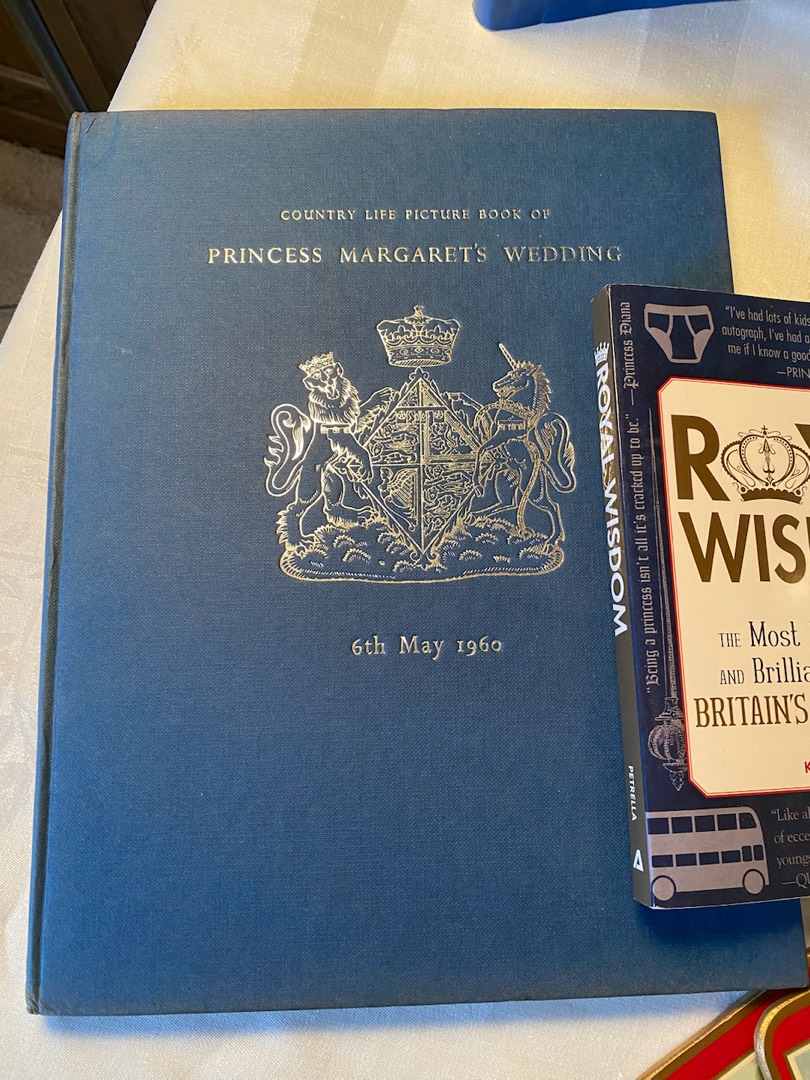 COUNTRY LIFE PICTURE BOOK OF
PRINCESS MARGARET'S WEDDING
6th May 1960
ROYAL WISDOM
PETRELLA
"Being a princess isn't all it's cracked up to be." —Princess Diana
"I've had lots of kids
autograph, I've had a
me if I know a good
—PRIN
WIS
THE Most
AND Brillia
BRITAIN'S
K
"Like al
of ecce
youngs
—QU